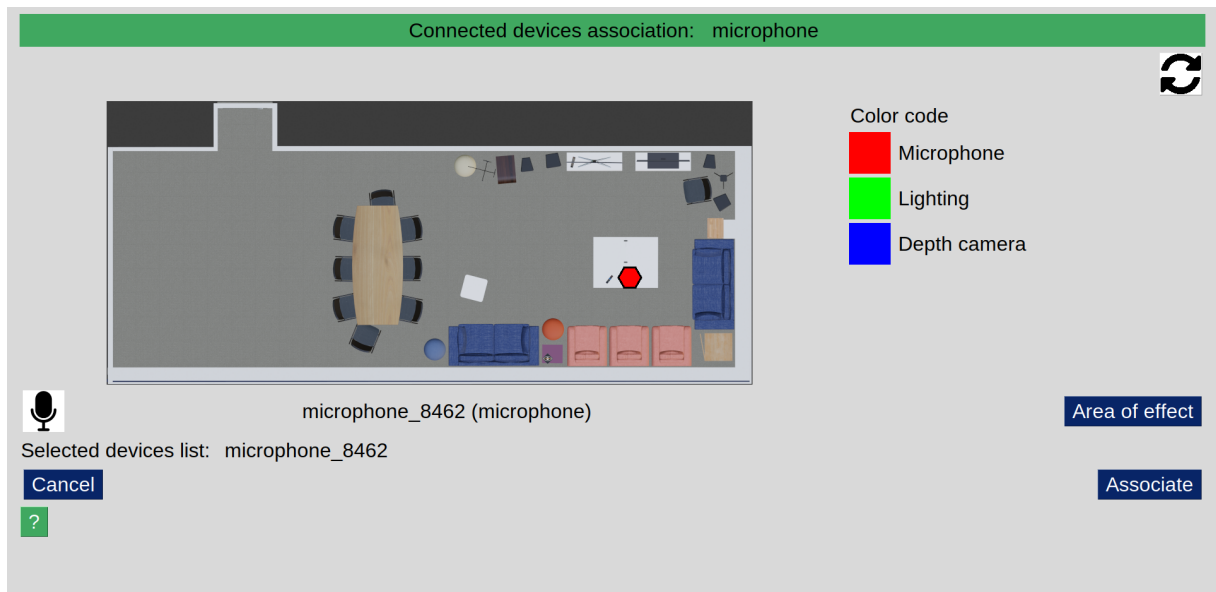 Connected devices association: microphone
Color code
Microphone
Lighting
Depth camera
microphone_8462 (microphone)
Area of effect
Selected devices list: microphone_8462
Cancel
Associate
?